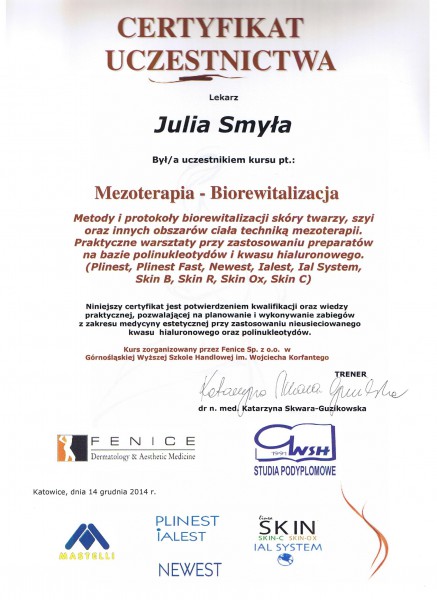 CERTYFIKAT
UCZESTNICTWA
Lekarz
Julia Smyła
Był/a uczestnikiem kursu pt.:
Mezoterapia - Biorewitalizacja
Metody i protokoły biorewitalizacji skóry twarzy, szyi
oraz innych obszarów ciała techniką mezoterapii.
Praktyczne warsztaty przy zastosowaniu preparatów
na bazie polinukleotydów i kwasu hialuronowego.
(Plinest, Plinest Fast, Newest, Ialest, Ial System,
Skin B, Skin R, Skin Ox, Skin C)
Niniejszy certyfikat jest potwierdzeniem kwalifikacji oraz wiedzy
praktycznej, pozwalającej na planowanie i wykonywanie zabiegów
z zakresu medycyny estetycznej przy zastosowaniu nieusieciowanego
kwasu hialuronowego oraz polinukleotydów.
Kurs zorganizowany przez Fenice Sp. z o.o. w
Górnośląskiej Wyższej Szkole Handlowej im. Wojciecha Korfantego
TRENER
dr n. med. Katarzyna Skwara-Guzikowska
FENICE
Dermatology & Aesthetic Medicine
GWSH
1991
STUDIA PODYPLOMOWE
Katowice, dnia 14 grudnia 2014 r.
MASTELLI
PLINEST
iALEST
NEWEST
linea
SKIN
SKIN-C SKIN-OX
IAL SYSTEM